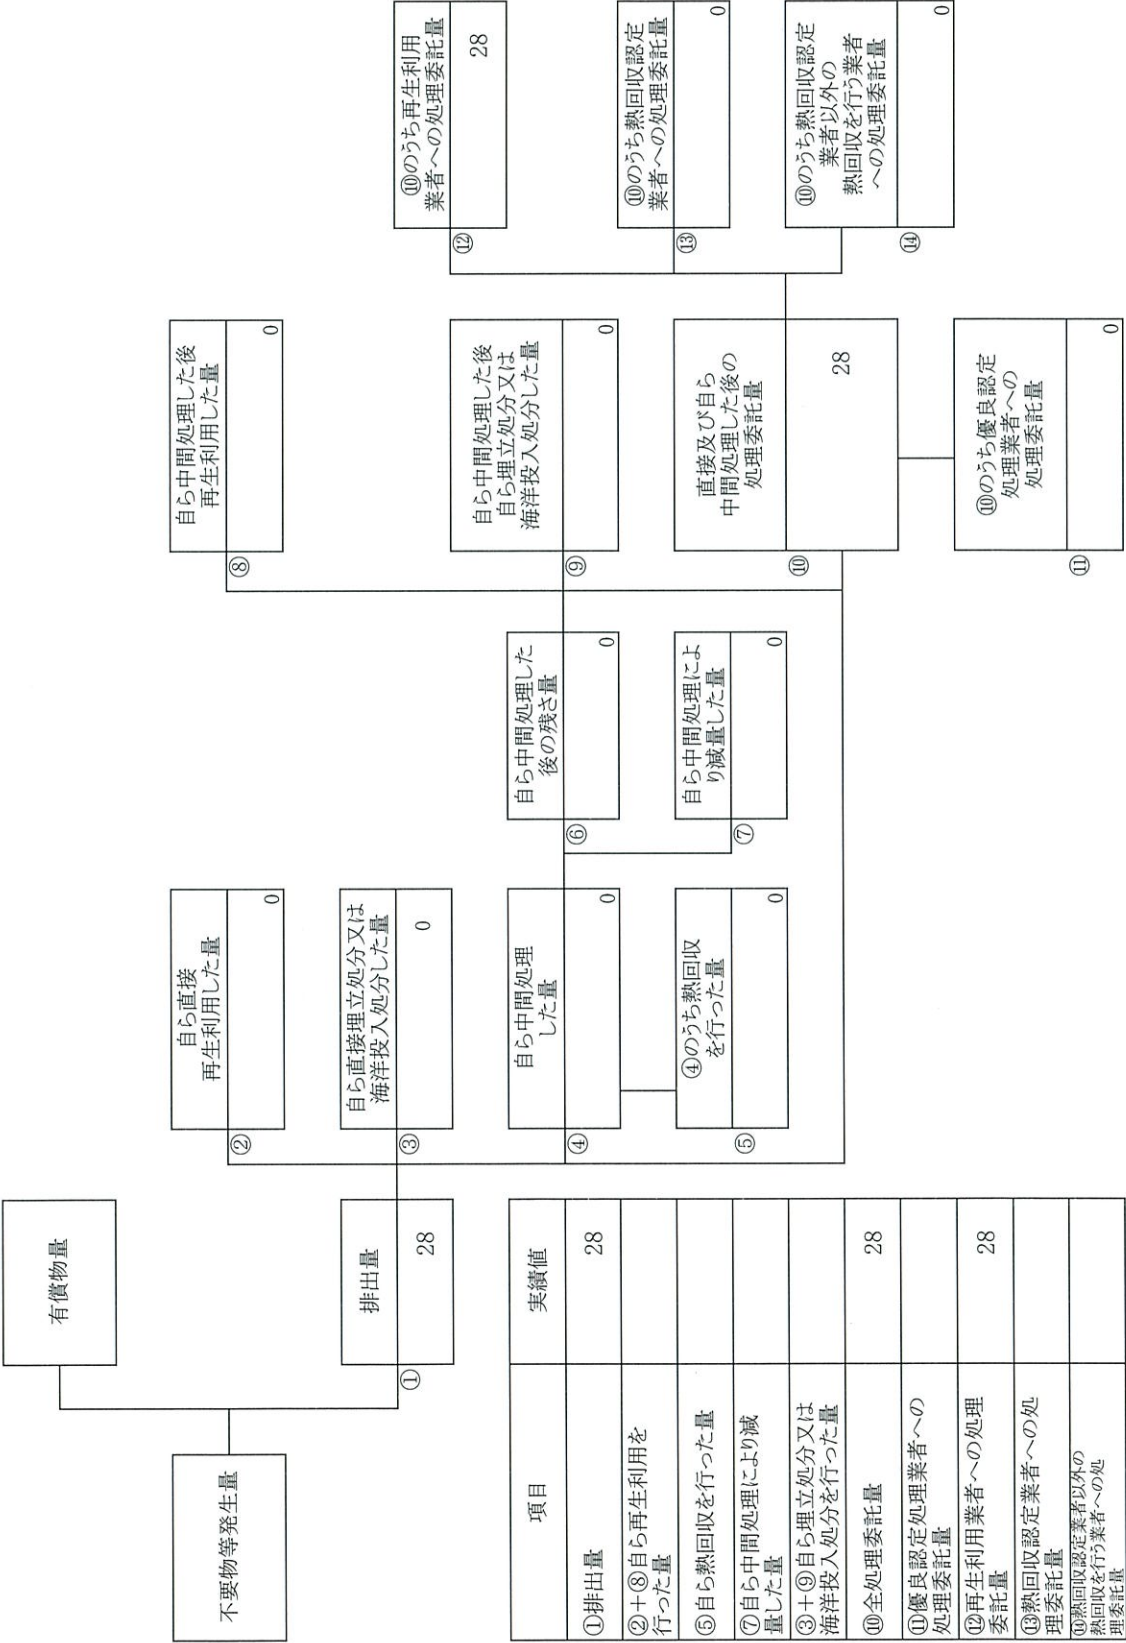 不要物等発生量
有償物量
①
排出量
28
②
自ら直接
再生利用した量
0
③
自ら直接埋立処分又は
海洋投入処分した量
0
④
自ら中間処理
した量
0
⑤
④のうち熱回収
を行った量
0
⑥
自ら中間処理した
後の残さ量
0
⑦
自ら中間処理によ
り減量した量
0
⑧
自ら中間処理した後
再生利用した量
0
⑨
自ら中間処理した後
自ら埋立処分又は
海洋投入処分した量
0
⑩
直接及び自ら
中間処理した後の
処理委託量
28
⑪
⑩のうち優良認定
処理業者への
処理委託量
0
⑫
⑩のうち再生利用
業者への処理委託量
28
⑬
⑩のうち熱回収認定
業者への処理委託量
0
⑭
⑩のうち熱回収認定
業者以外の
熱回収を行う業者
への処理委託量
0
項目 実績値
①排出量 28
②+⑧自ら再生利用を
行った量
⑤自ら熱回収を行った量
⑦自ら中間処理により減
量した量
③+⑨自ら埋立処分又は
海洋投入処分を行った量
⑩全処理委託量 28
⑪優良認定処理業者への
処理委託量
⑫再生利用業者への処理
委託量 28
⑬熱回収認定業者への処
理委託量
⑭熱回収認定業者以外の
熱回収を行う業者への処
理委託量